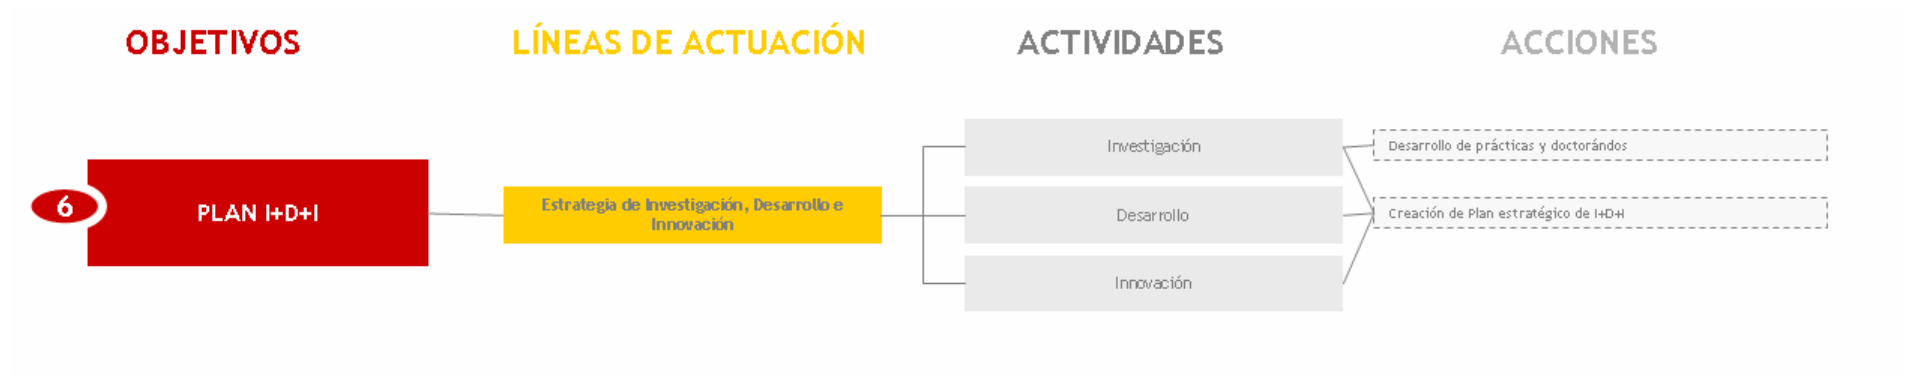 OBJETIVOS
LÍNEAS DE ACTUACIÓN
ACTIVIDADES
ACCIONES
6
PLAN I+D+I
Estrategia de Investigación, Desarrollo e
Innovación
Investigación
Desarrollo
Innovación
Desarrollo de prácticas y doctorándos
Creación de Plan estratégico de I+D+I